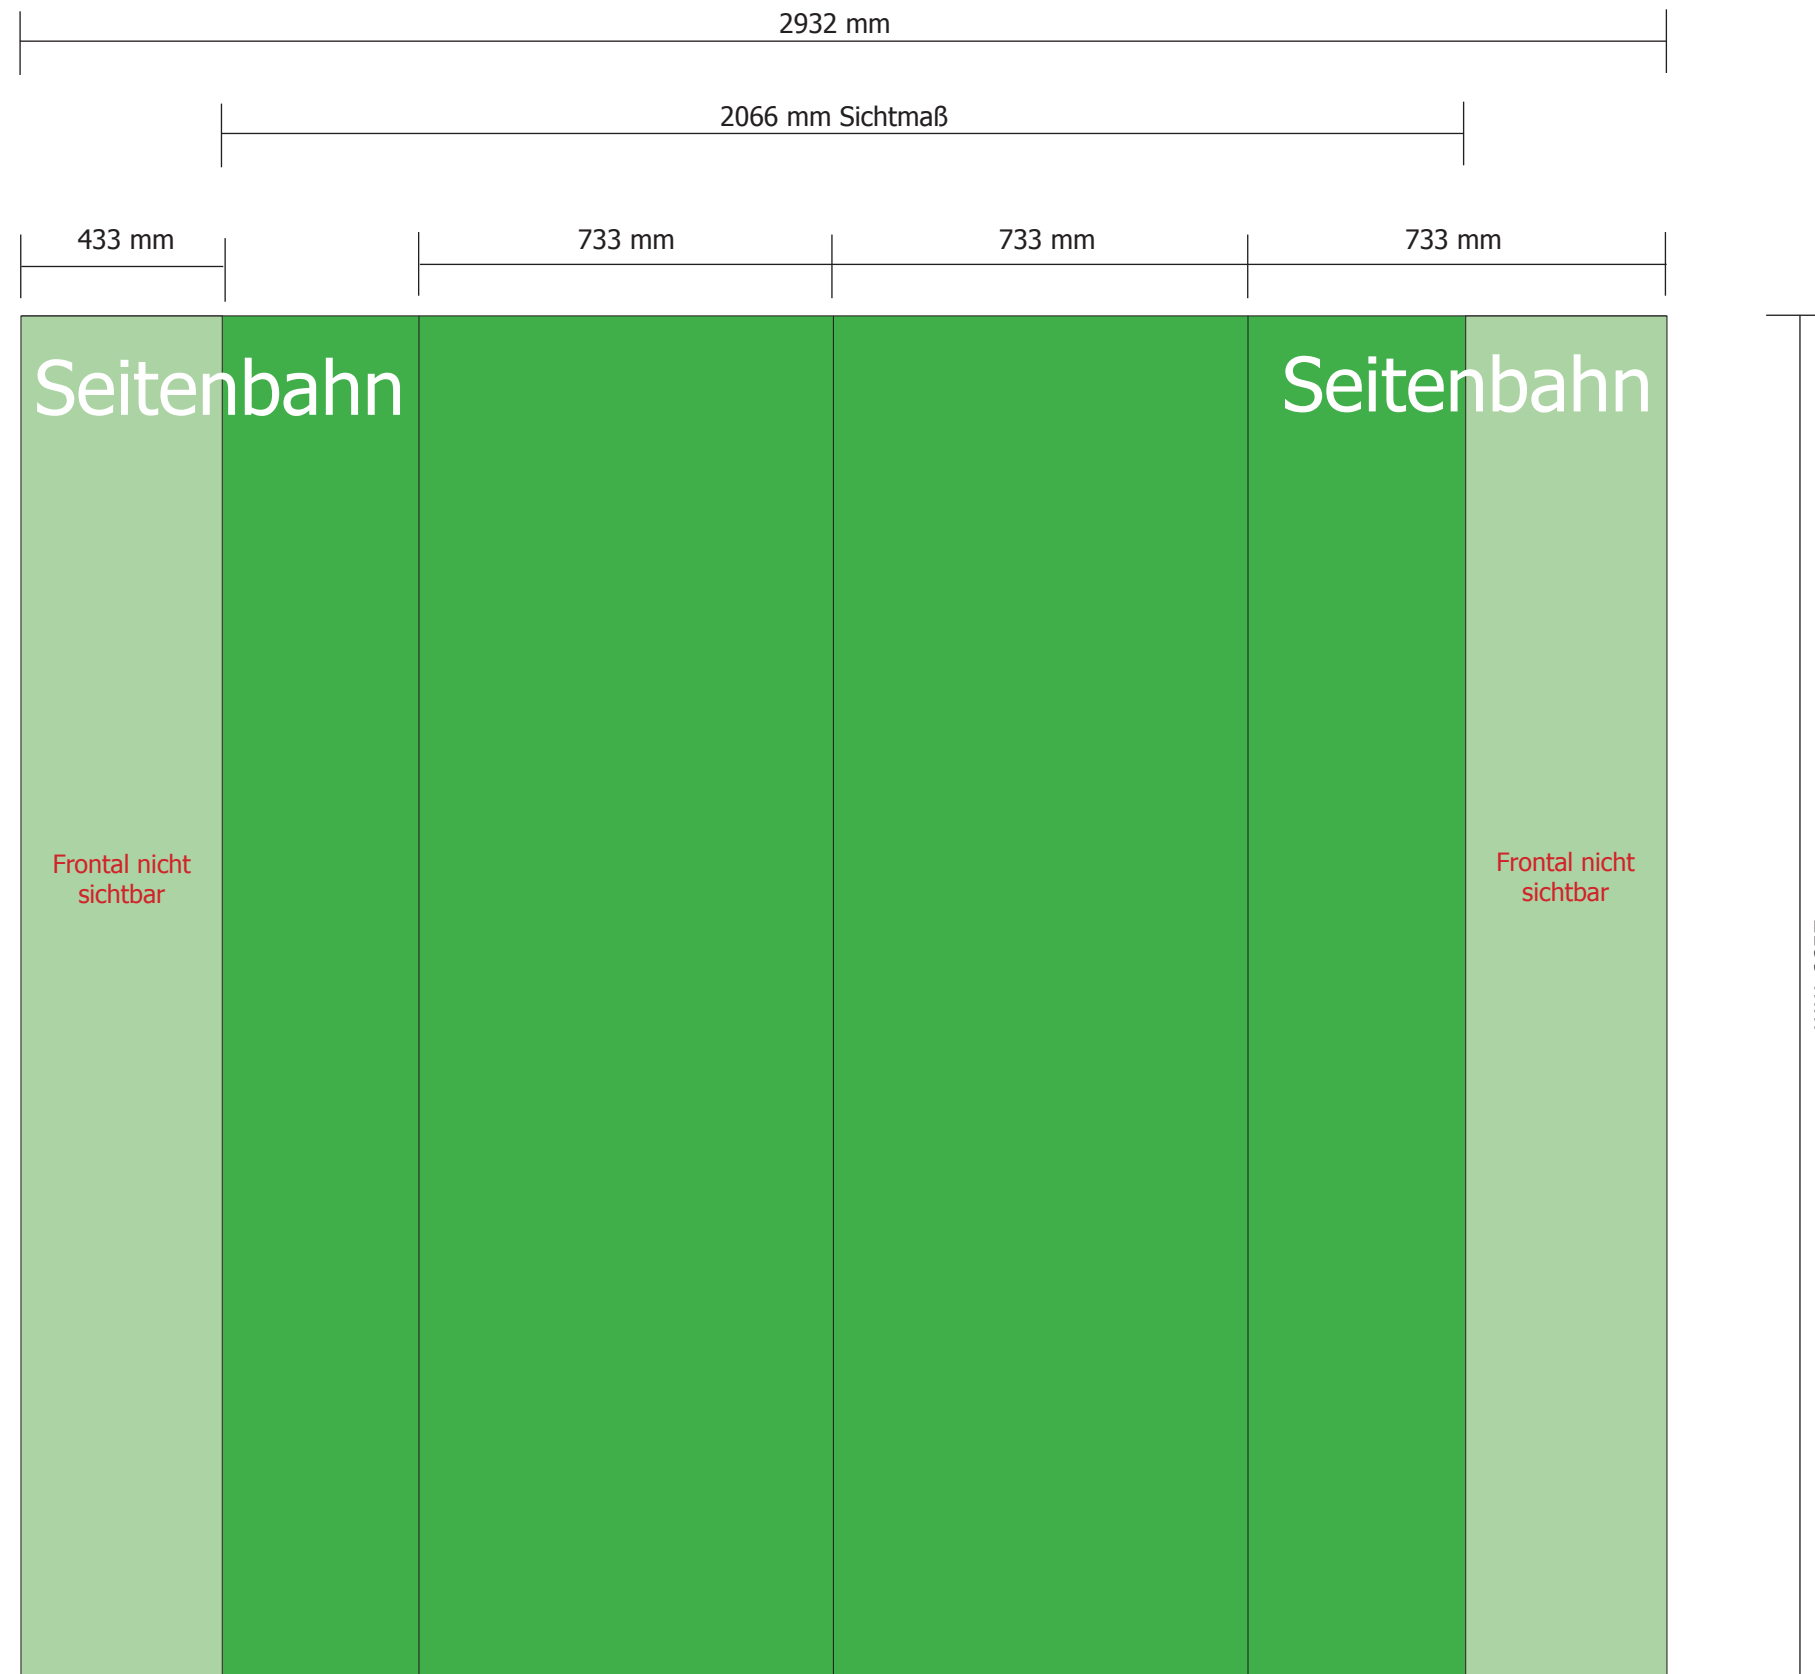 2932 mm
2066 mm Sichtmaß
433 mm 733 mm 733 mm 733 mm
Seitenbahn Seitenbahn
Frontal nicht
sichtbar
Frontal nicht
sichtbar